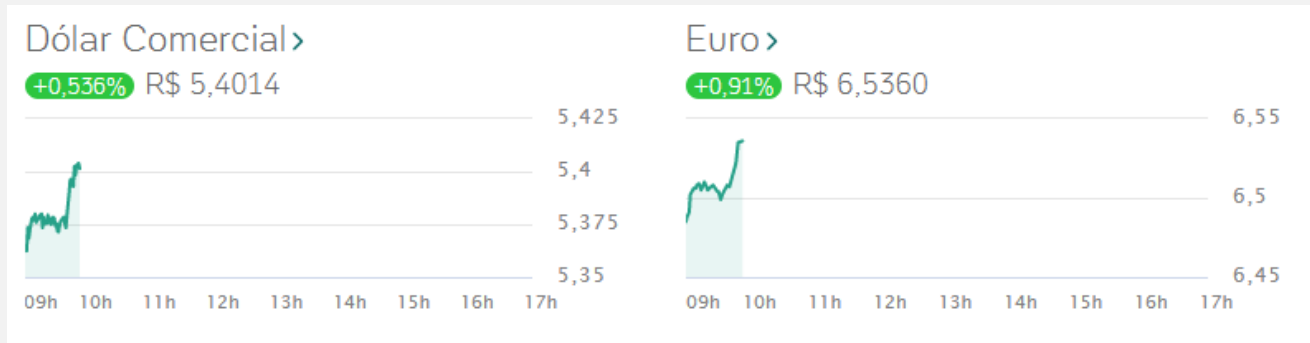 Dólar Comercial >
+0,536% R$ 5,4014
5,425
5,4
5,375
5,35
09h 10h 11h 12h 13h 14h 15h 16h 17h
Euro >
+0,91% R$ 6,5360
6,55
6,5
6,45
09h 10h 11h 12h 13h 14h 15h 16h 17h